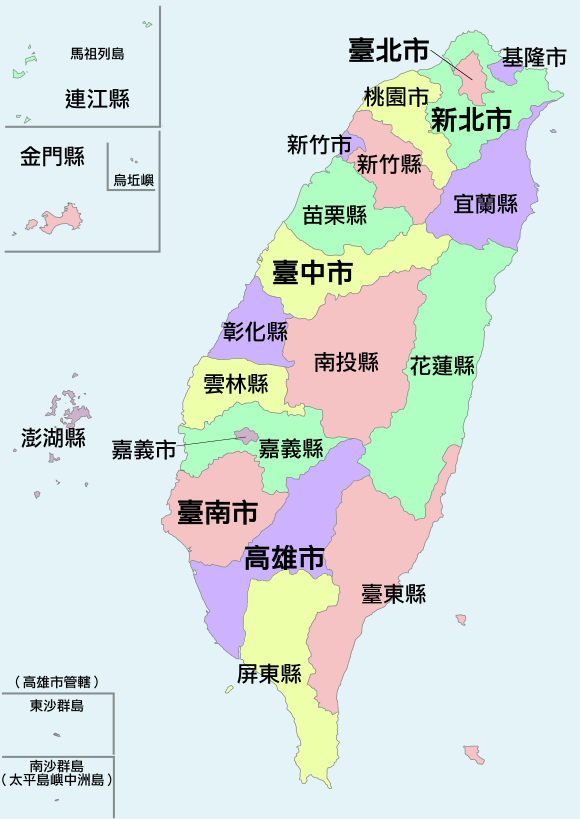 馬祖列島
連江縣
金門縣
烏坵嶼
臺北市
基隆市
桃園市
新北市
新竹市
新竹縣
宜蘭縣
苗栗縣
臺中市
彰化縣
南投縣
花蓮縣
雲林縣
澎湖縣
嘉義市
嘉義縣
臺南市
高雄市
臺東縣
屏東縣
（高雄市管轄）
東沙群島
南沙群島
（太平島嶼中洲島）